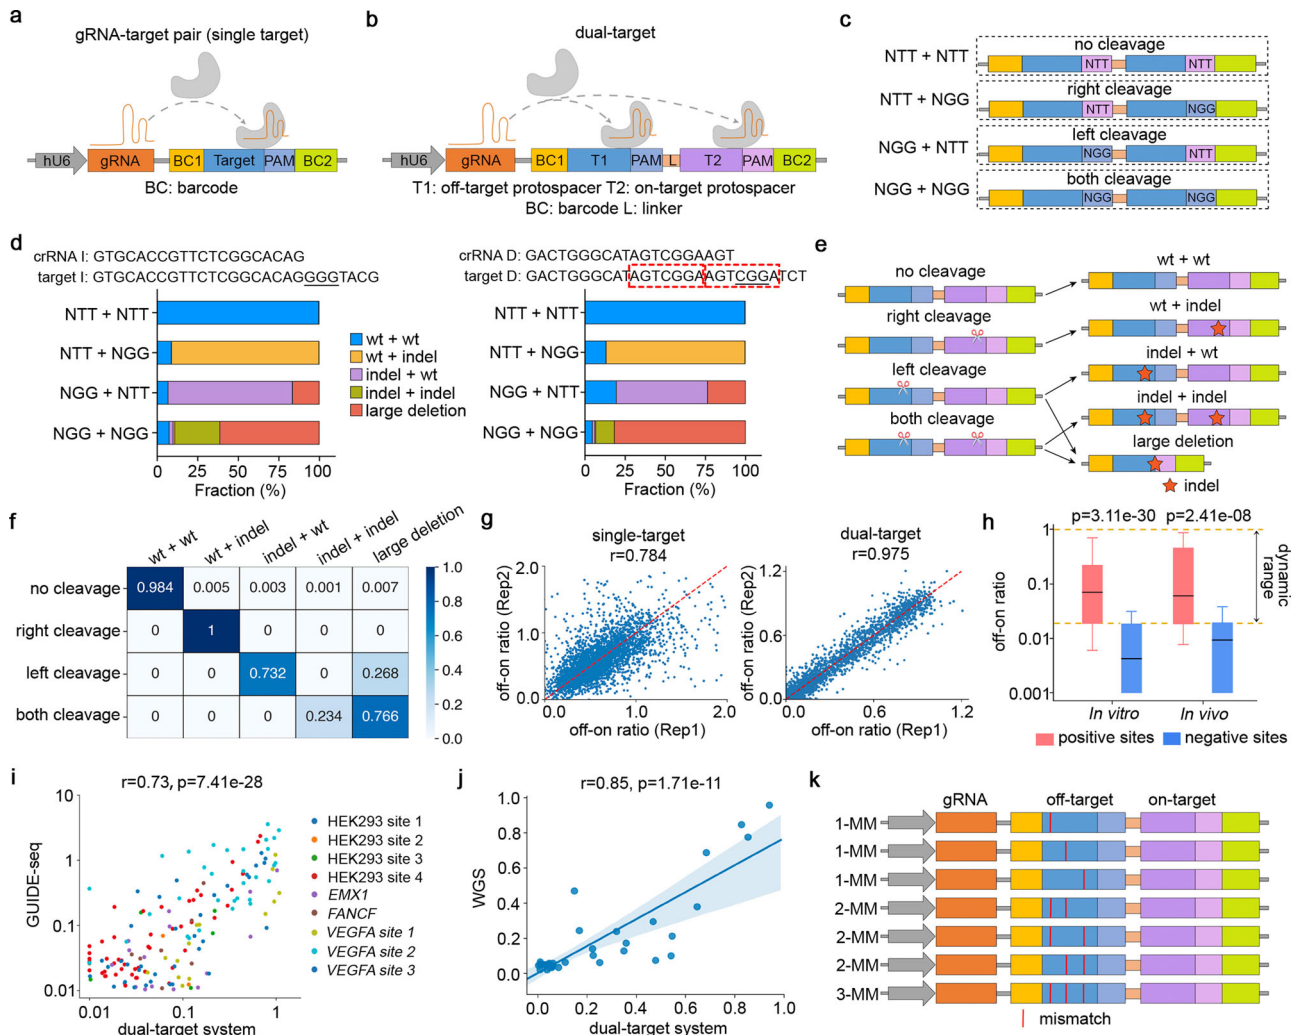 a
gRNA-target pair (single target)
hU6 gRNA BC1 Target PAM BC2
BC: barcode
b
dual-target
hU6 gRNA BC1 T1 PAM L T2 PAM BC2
T1: off-target protospacer T2: on-target protospacer
BC: barcode L: linker
c
no cleavage
NTT + NTT NTT NTT
right cleavage
NTT + NGG NTT NGG
left cleavage
NGG + NTT NGG NTT
both cleavage
NGG + NGG NGG NGG
d
crRNA I: GTGCACCGTTCTCGGCACAG
target I: GTGCACCGTTCTCGGCACAGGGGTACG
NTT + NTT
NTT + NGG
NGG + NTT
NGG + NGG
0 25 50 75 100
Fraction (%)
wt + wt
wt + indel
indel + wt
indel + indel
large deletion
crRNA D: GACTGGGCATAGTCGGAAGT
target D: GACTGGGCATAGTCGGAAGTCGGATCT
NTT + NTT
NTT + NGG
NGG + NTT
NGG + NGG
0 25 50 75 100
Fraction (%)
e
no cleavage
right cleavage
left cleavage
both cleavage
wt + wt
wt + indel
indel + wt
indel + indel
large deletion
indel
f
wt + wt wt + indel indel + wt indel + indel large deletion
no cleavage 0.984 0.005 0.003 0.001 0.007
right cleavage 0 1 0 0 0
left cleavage 0 0 0.732 0 0.268
both cleavage 0 0 0 0.234 0.766
1.0
0.8
0.6
0.4
0.2
0.0
g
single-target
r=0.784
off-on ratio (Rep2)
2.0
1.0
0.0
0.0 1.0 2.0
off-on ratio (Rep1)
dual-target
r=0.975
off-on ratio (Rep2)
1.2
0.6
0.0
0.0 0.6 1.2
off-on ratio (Rep1)
h
p=3.11e-30 p=2.41e-08
off-on ratio
1
0.1
0.01
0.001
dynamic
range
In vitro In vivo
positive sites negative sites
i
r=0.73, p=7.41e-28
GUIDE-seq
10
1
0.1
0.01
0.01 0.1 1
dual-target system
HEK293 site 1
HEK293 site 2
HEK293 site 3
HEK293 site 4
EMX1
FANCF
VEGFA site 1
VEGFA site 2
VEGFA site 3
j
r=0.85, p=1.71e-11
WGS
1.0
0.8
0.6
0.4
0.2
0.0
0.0 0.2 0.4 0.6 0.8 1.0
dual-target system
k
gRNA off-target on-target
1-MM
1-MM
1-MM
2-MM
2-MM
2-MM
3-MM
mismatch